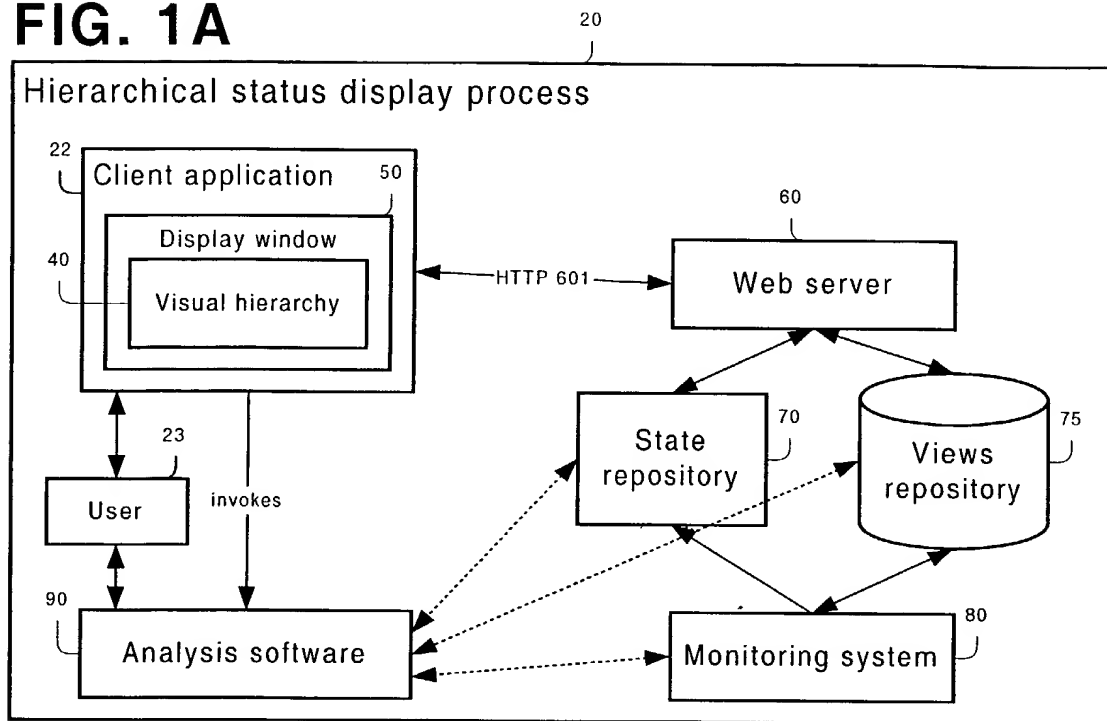 FIG. 1A
20
Hierarchical status display process
22
Client application
50
Display window
40
Visual hierarchy
HTTP 601
60
Web server
23
User
invokes
State
repository
70
Views
repository
75
90
Analysis software
Monitoring system
80